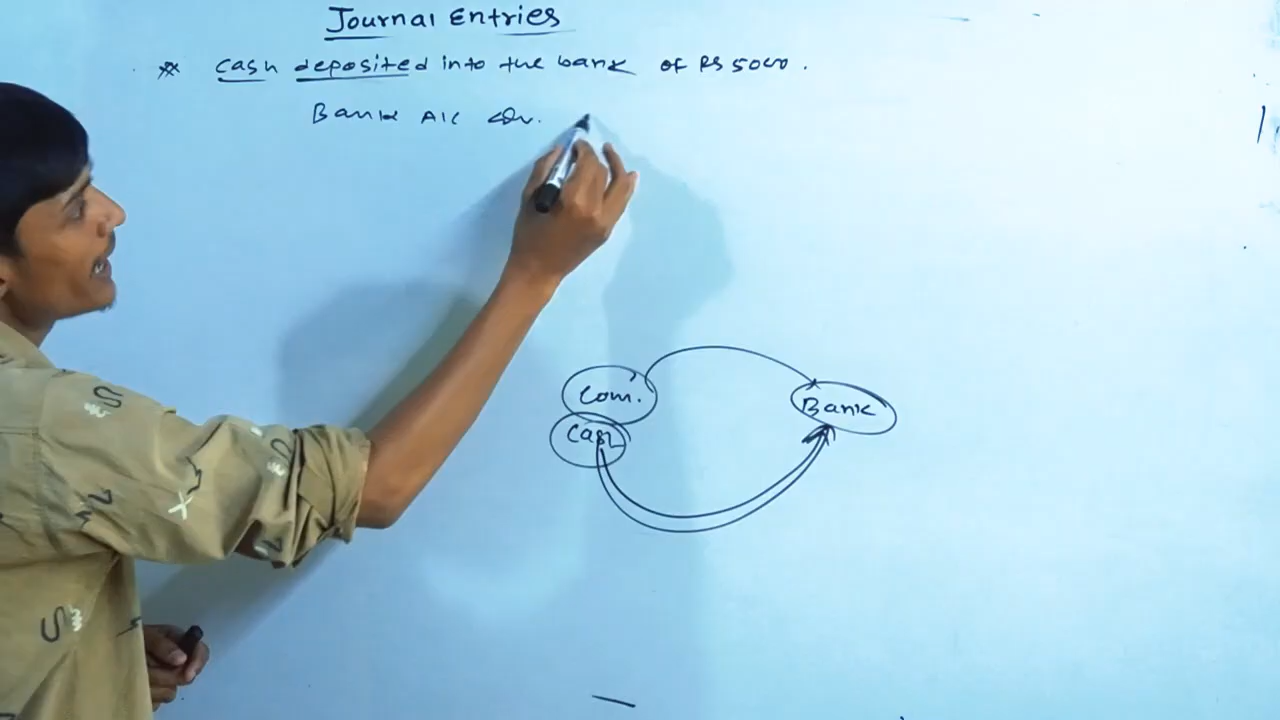 Journal Entries
cash deposited into the bank of RS 5000.
Bank A/C Dr.
Com.
Bank
Cash